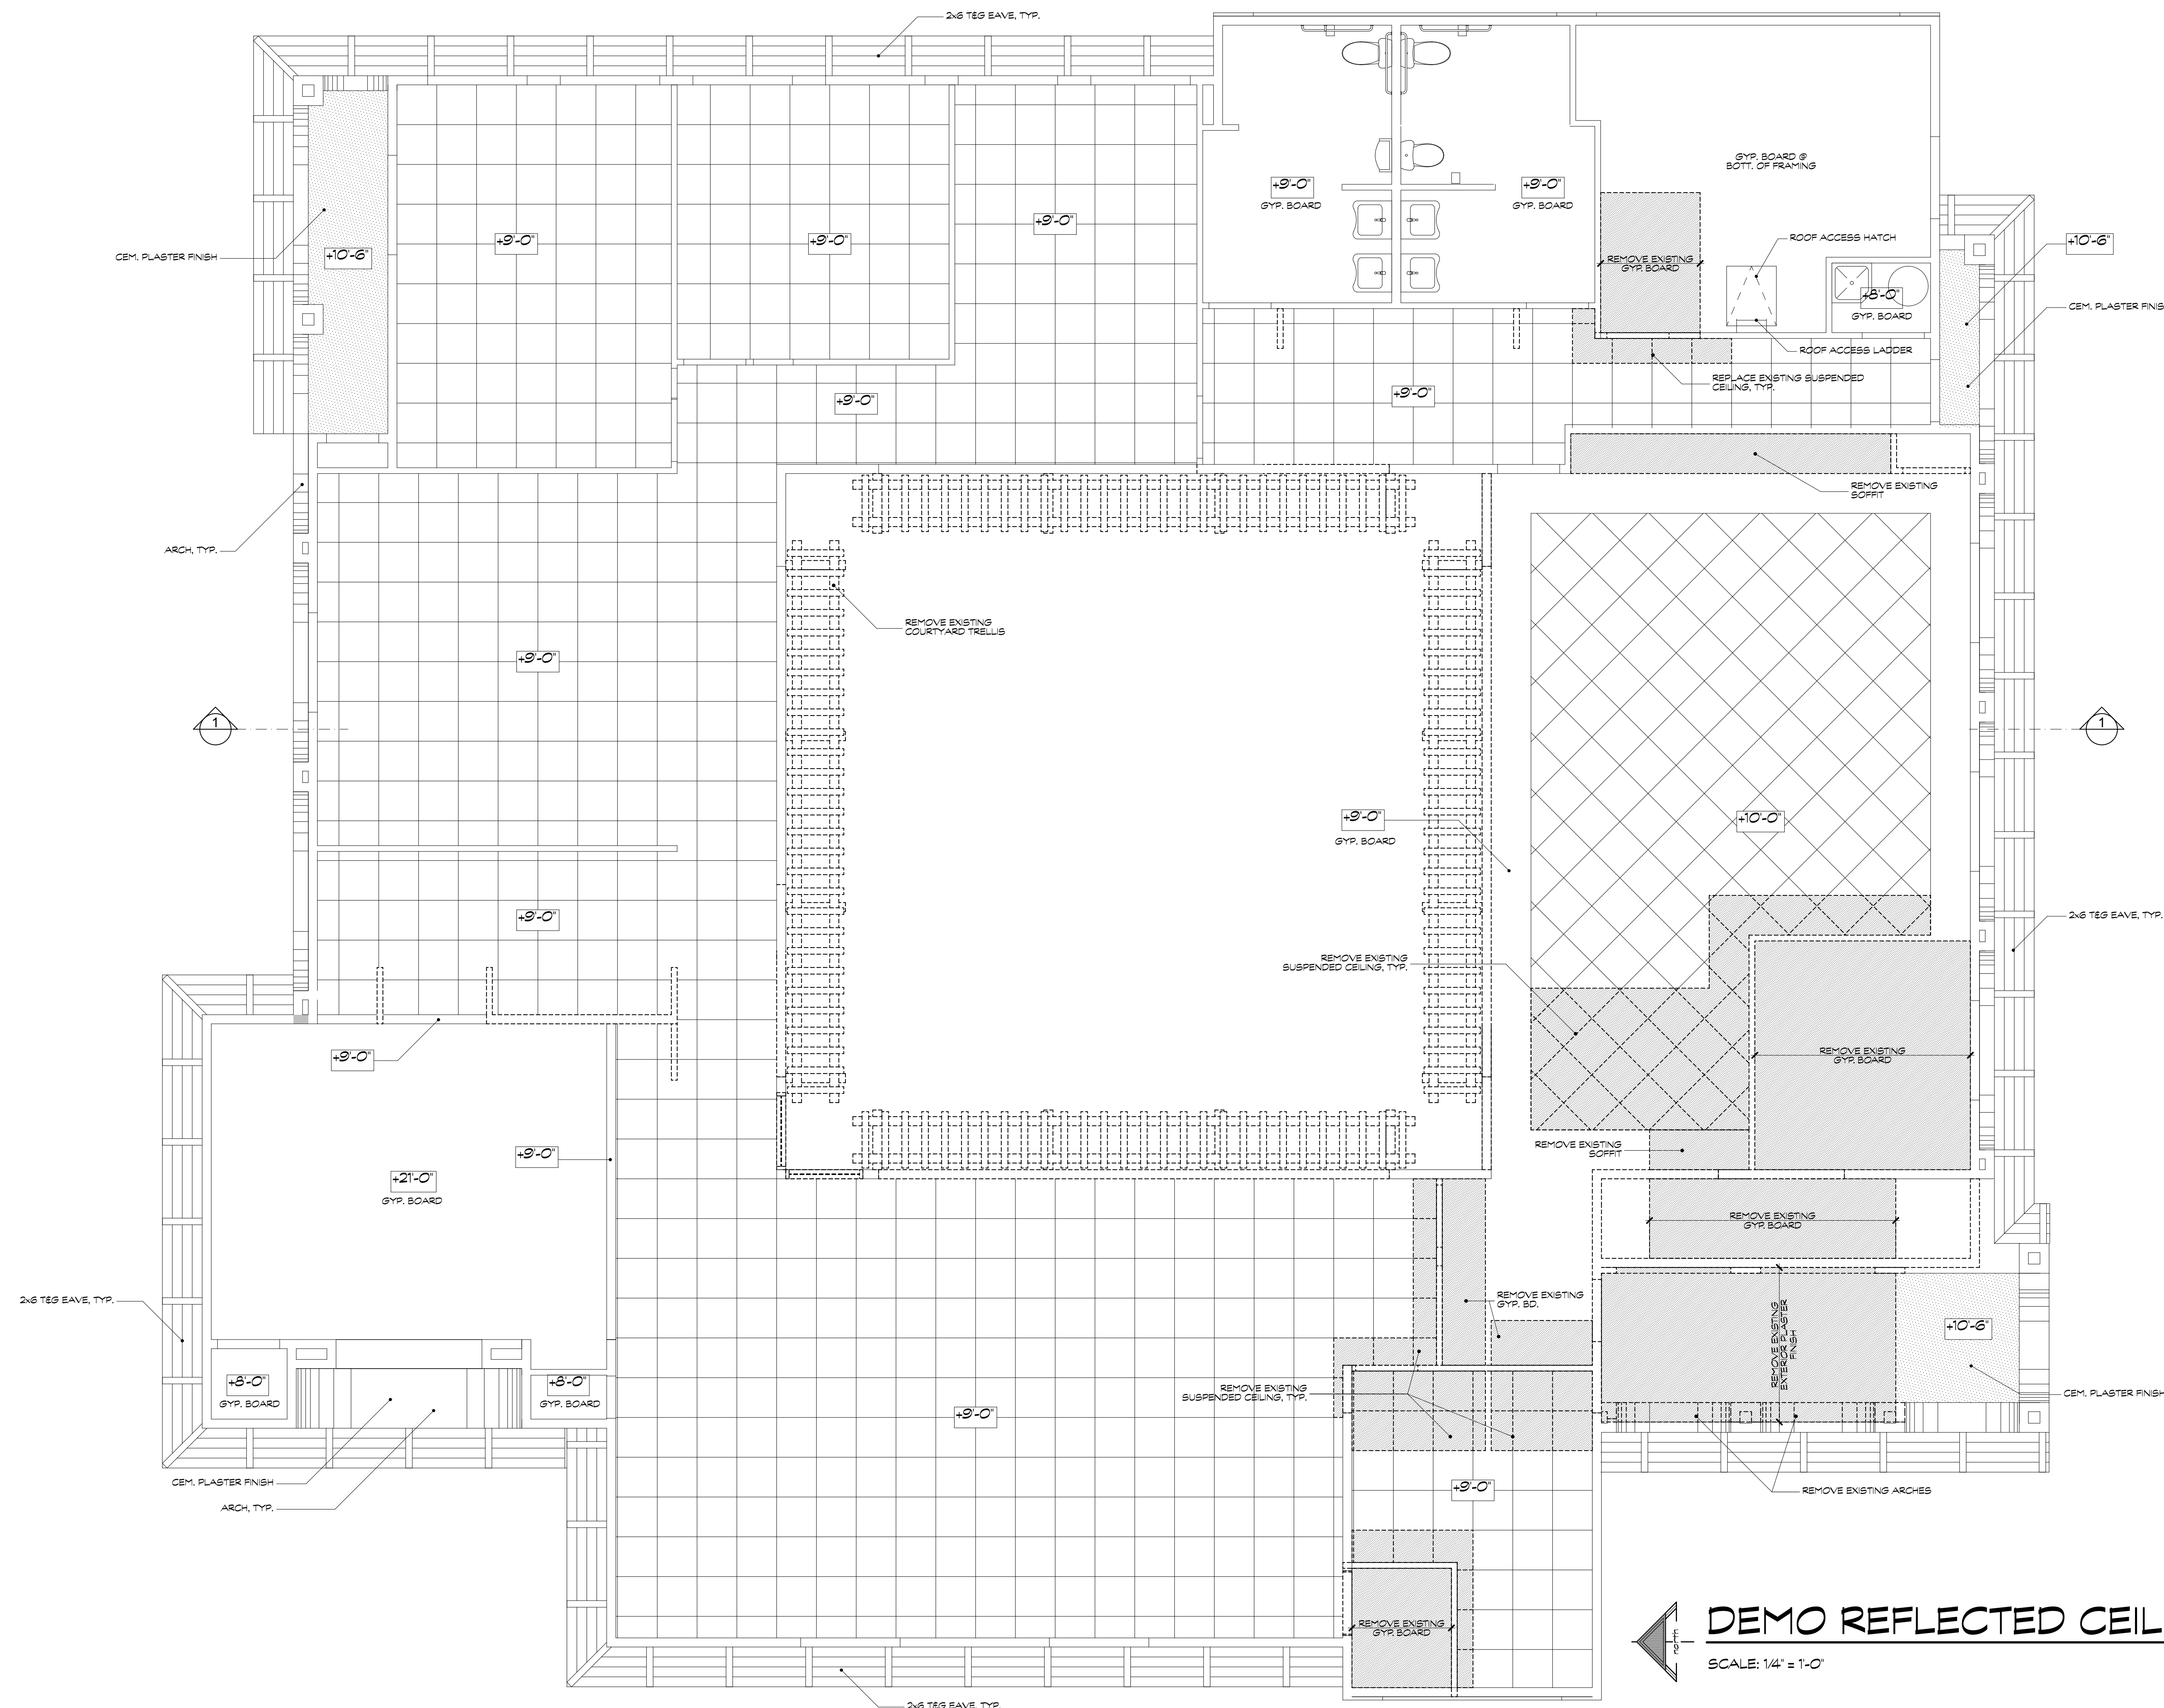 2x6 T&G EAVE, TYP.
CEM. PLASTER FINISH
+10'-6"
+9'-0"
+9'-0"
+9'-0"
+9'-0"
GYP. BOARD
+9'-0"
GYP. BOARD
GYP. BOARD @
BOTT. OF FRAMING
REMOVE EXISTING
GYP. BOARD
ROOF ACCESS HATCH
+8'-0"
GYP. BOARD
ROOF ACCESS LADDER
+10'-6"
CEM. PLASTER FINIS
REPLACE EXISTING SUSPENDED
CEILING, TYP.
+9'-0"
+9'-0"
REMOVE EXISTING
SOFFIT
ARCH, TYP.
REMOVE EXISTING
COURTYARD TRELLIS
+9'-0"
1
1
+9'-0"
GYP. BOARD
+10'-0"
+9'-0"
2x6 T&G EAVE, TYP.
REMOVE EXISTING
SUSPENDED CEILING, TYP.
+9'-0"
REMOVE EXISTING
GYP. BOARD
+9'-0"
+21'-0"
GYP. BOARD
REMOVE EXISTING
SOFFIT
REMOVE EXISTING
GYP. BOARD
2x6 T&G EAVE, TYP.
REMOVE EXISTING
GYP. BD.
REMOVE EXISTING
EXTERIOR PLASTER
FINISH
+10'-6"
+8'-0"
GYP. BOARD
+8'-0"
GYP. BOARD
REMOVE EXISTING
SUSPENDED CEILING, TYP.
CEM. PLASTER FINISH
+9'-0"
CEM. PLASTER FINISH
ARCH, TYP.
+9'-0"
REMOVE EXISTING ARCHES
REMOVE EXISTING
GYP. BOARD
2x6 T&G EAVE, TYP.
north
DEMO REFLECTED CEIL
SCALE: 1/4" = 1'-0"